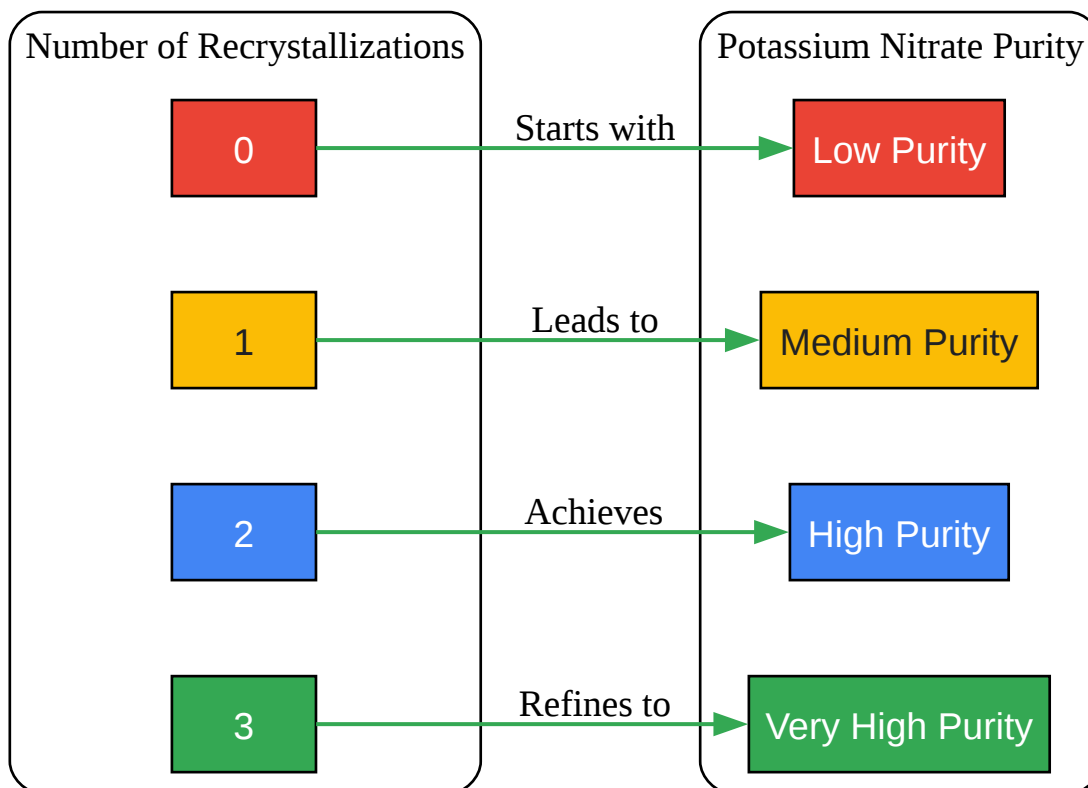 Number of Recrystallizations
Potassium Nitrate Purity
0
Starts with
Low Purity
1
Leads to
Medium Purity
2
Achieves
High Purity
3
Refines to
Very High Purity